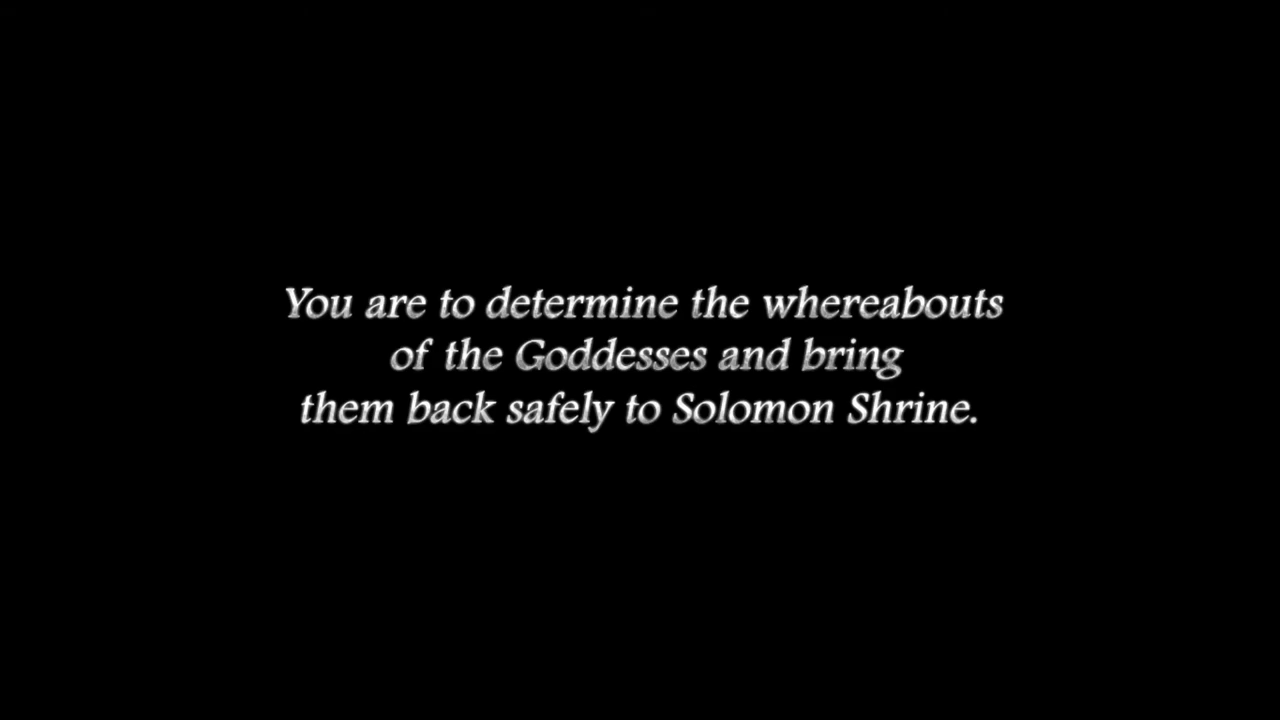 You are to determine the whereabouts
of the Goddesses and bring
them back safely to Solomon Shrine.